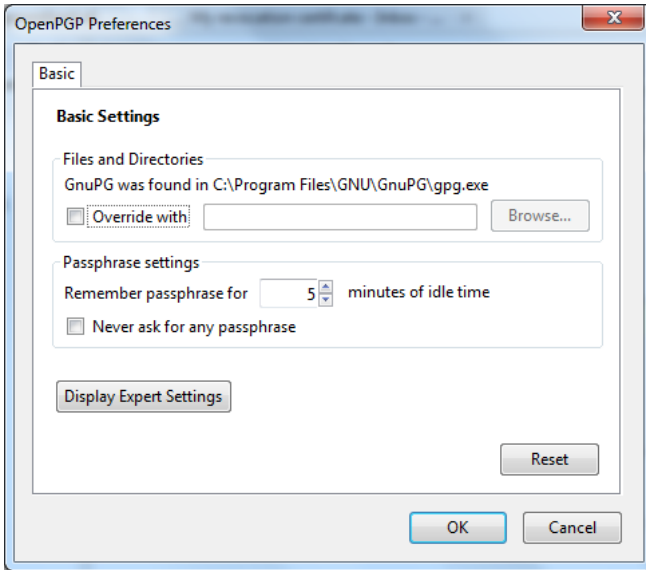 OpenPGP Preferences
Basic
Basic Settings
Files and Directories
GnuPG was found in C:\Program Files\GNU\GnuPG\gpg.exe
Override with
Browse...
Passphrase settings
Remember passphrase for 5 minutes of idle time
Never ask for any passphrase
Display Expert Settings
Reset
OK Cancel